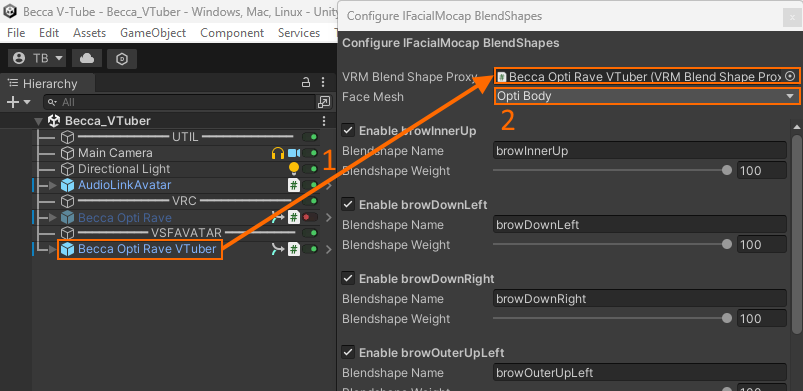 Becca V-Tube - Becca_VTuber - Windows, Mac, Linux - Unity
File Edit Assets GameObject Component Services
TB
Hierarchy
All
Becca_VTuber
UTIL
Main Camera
Directional Light
AudioLinkAvatar
VRC
Becca Opti Rave
VSFAVATAR
Becca Opti Rave VTuber
1
Configure IFacialMocap BlendShapes
x
Configure IFacialMocap BlendShapes
VRM Blend Shape Proxy Becca Opti Rave VTuber (VRM Blend Shape Prox
Face Mesh Opti Body
2
Enable browInnerUp
Blendshape Name browInnerUp
Blendshape Weight 100
Enable browDownLeft
Blendshape Name browDownLeft
Blendshape Weight 100
Enable browDownRight
Blendshape Name browDownRight
Blendshape Weight 100
Enable browOuterUpLeft
Blendshape Name browOuterUpLeft
Blendshape Weight 100